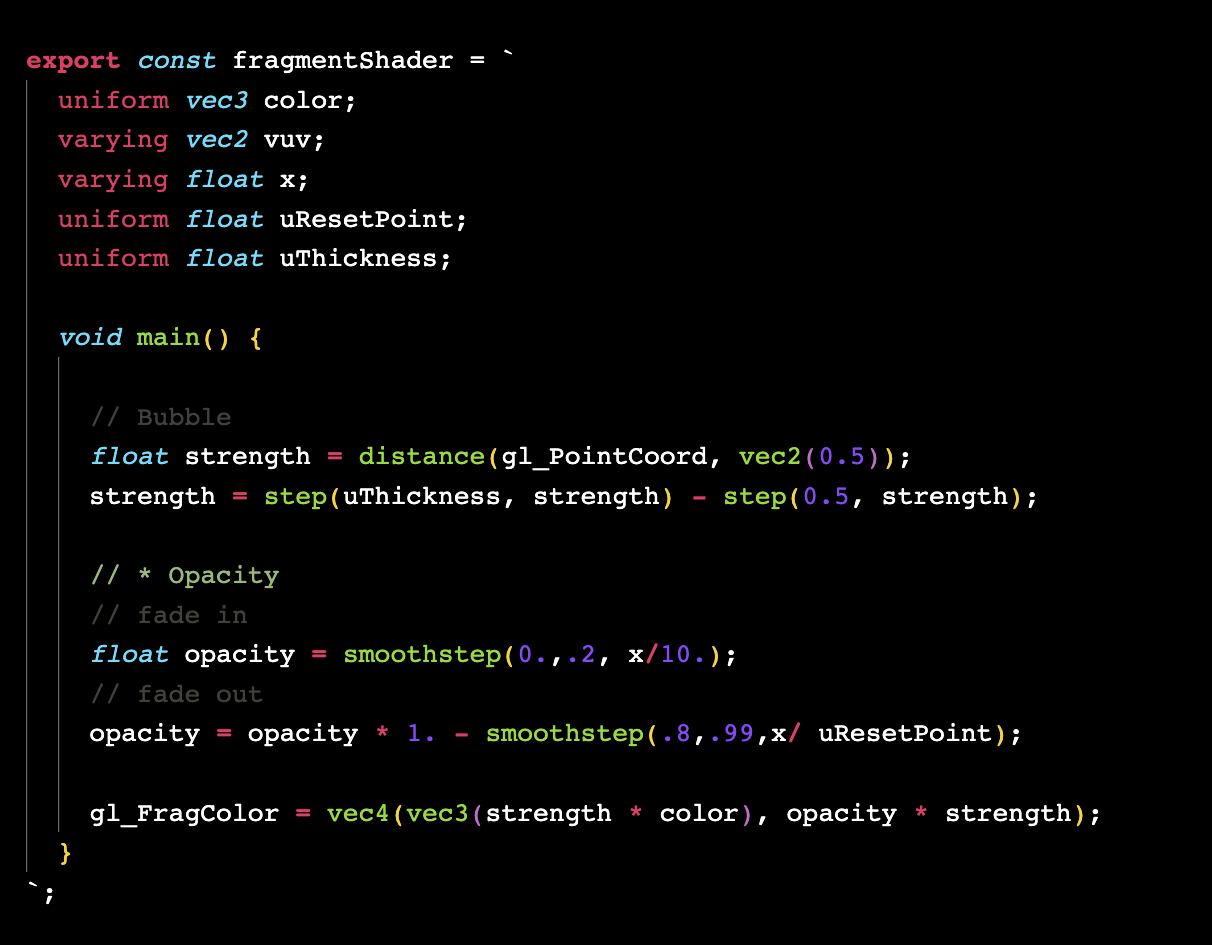 export const fragmentShader = `
uniform vec3 color;
varying vec2 vuv;
varying float x;
uniform float uResetPoint;
uniform float uThickness;
void main() {
// Bubble
float strength = distance(gl_PointCoord, vec2(0.5));
strength = step(uThickness, strength) - step(0.5, strength);
// * Opacity
// fade in
float opacity = smoothstep(0.,.2, x/10.);
// fade out
opacity = opacity * 1. - smoothstep(.8,.99,x/ uResetPoint);
gl_FragColor = vec4(vec3(strength * color), opacity * strength);
}
`;